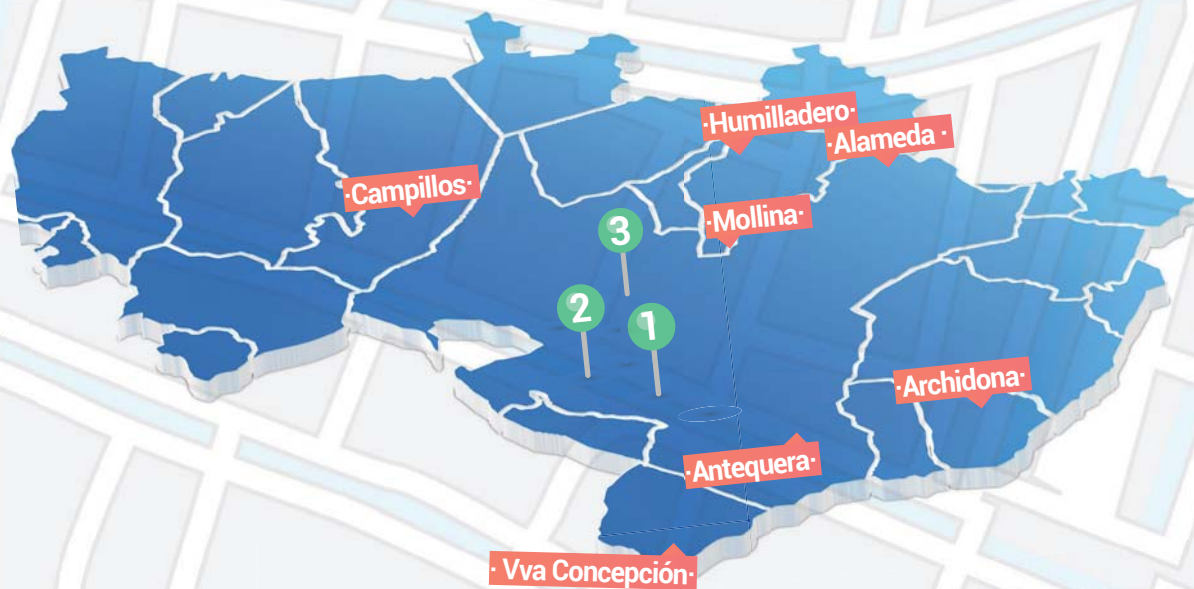 ·Humilladero·
·Alameda ·
·Campillos·
·Mollina·
3
2
1
·Archidona·
·Antequera·
· Vva Concepción·